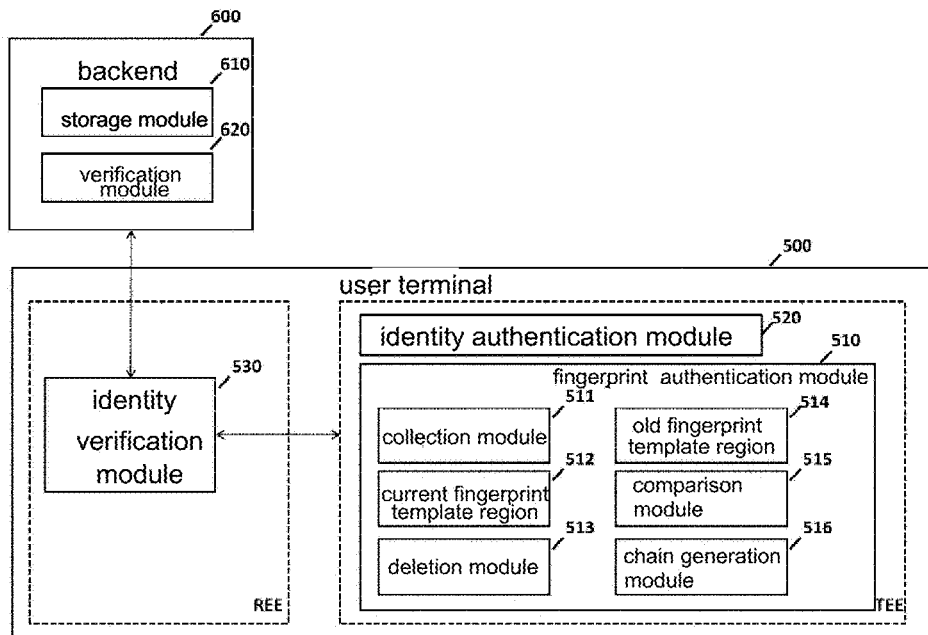 600
backend
610
storage module
620
verification
module
500
user terminal
identity authentication module
520
510
fingerprint authentication module
530
identity
verification
module
511
collection module
514
old fingerprint
template region
512
current fingerprint
template region
515
comparison
module
513
deletion module
516
chain generation
module
REE
TEE